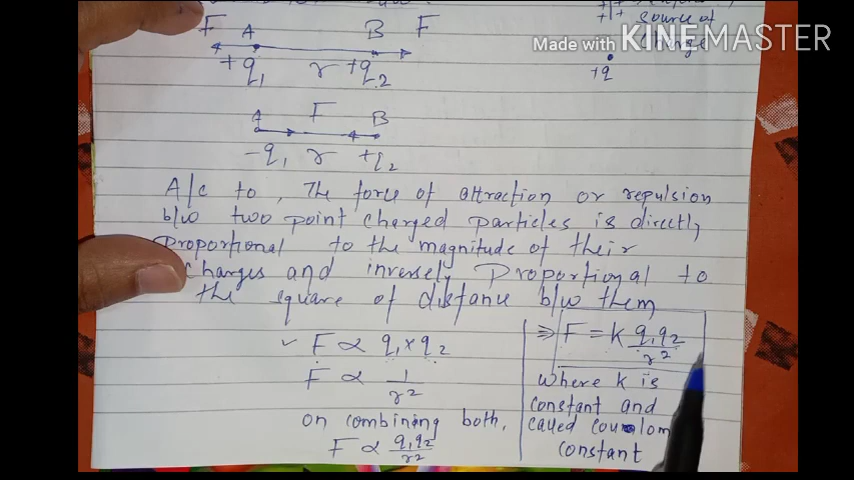 + +
+ source of
charge
+q
F A B F
+q1 r +q2
A F B
-q1 r +q2
A/c to, The force of attraction or repulsion
b/w two point charged particles is directly
proportional to the magnitude of their
charges and inversely proportional to
the square of distance b/w them
✓ F ∝ q1 × q2
F ∝ 1/r2
on combining both,
F ∝ q1q2/r2
⇒ F = K q1q2/r2
where K is
constant and
called coulom
constant
Made with KINEMASTER